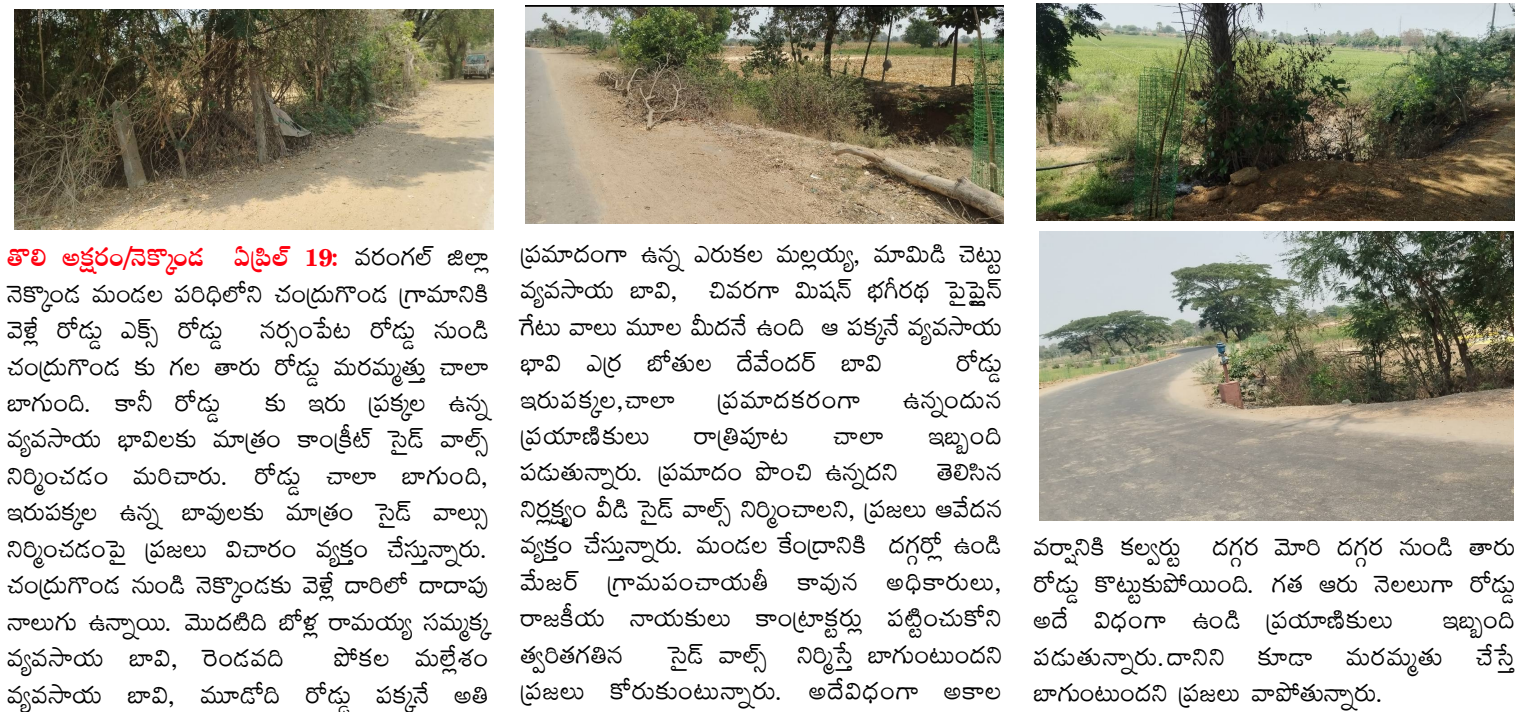 తొలి అక్షరం/నెక్కొండ ఏప్రిల్ 19: వరంగల్ జిల్లా
నెక్కొండ మండల పరిధిలోని చంద్రుగొండ గ్రామానికి
వెళ్లే రోడ్డు ఎక్స్ రోడ్డు నర్సంపేట రోడ్డు నుండి
చంద్రుగొండ కు గల తారు రోడ్డు మరమ్మత్తు చాలా
బాగుంది. కానీ రోడ్డు కు ఇరు ప్రక్కల ఉన్న
వ్యవసాయ భావిలకు మాత్రం కాంక్రీట్ సైడ్ వాల్స్
నిర్మించడం మరిచారు. రోడ్డు చాలా బాగుంది,
ఇరుపక్కల ఉన్న బావులకు మాత్రం సైడ్ వాల్సు
నిర్మించడంపై ప్రజలు విచారం వ్యక్తం చేస్తున్నారు.
చంద్రుగొండ నుండి నెక్కొండకు వెళ్లే దారిలో దాదాపు
నాలుగు ఉన్నాయి. మొదటిది బోళ్ల రామయ్య సమ్మక్క
వ్యవసాయ బావి, రెండవది పోకల మల్లేశం
వ్యవసాయ బావి, మూడోది రోడ్డు పక్కనే అతి
ప్రమాదంగా ఉన్న ఎరుకల మల్లయ్య, మామిడి చెట్టు
వ్యవసాయ బావి, చివరగా మిషన్ భగీరథ పైప్లైన్
గేటు వాలు మూల మీదనే ఉంది ఆ పక్కనే వ్యవసాయ
భావి ఎర్ర బోతుల దేవేందర్ బావి రోడ్డు
ఇరుపక్కల,చాలా ప్రమాదకరంగా ఉన్నందున
ప్రయాణికులు రాత్రిపూట చాలా ఇబ్బంది
పడుతున్నారు. ప్రమాదం పొంచి ఉన్నదని తెలిసిన
నిర్లక్ష్యం వీడి సైడ్ వాల్స్ నిర్మించాలని, ప్రజలు ఆవేదన
వ్యక్తం చేస్తున్నారు. మండల కేంద్రానికి దగ్గర్లో ఉండి
మేజర్ గ్రామపంచాయతీ కావున అధికారులు,
రాజకీయ నాయకులు కాంట్రాక్టర్లు పట్టించుకోని
త్వరితగతిన సైడ్ వాల్స్ నిర్మిస్తే బాగుంటుందని
ప్రజలు కోరుకుంటున్నారు. అదేవిధంగా అకాల
వర్షానికి కల్వర్టు దగ్గర మోరి దగ్గర నుండి తారు
రోడ్డు కొట్టుకుపోయింది. గత ఆరు నెలలుగా రోడ్డు
అదే విధంగా ఉండి ప్రయాణికులు ఇబ్బంది
పడుతున్నారు.దానిని కూడా మరమ్మతు చేస్తే
బాగుంటుందని ప్రజలు వాపోతున్నారు.